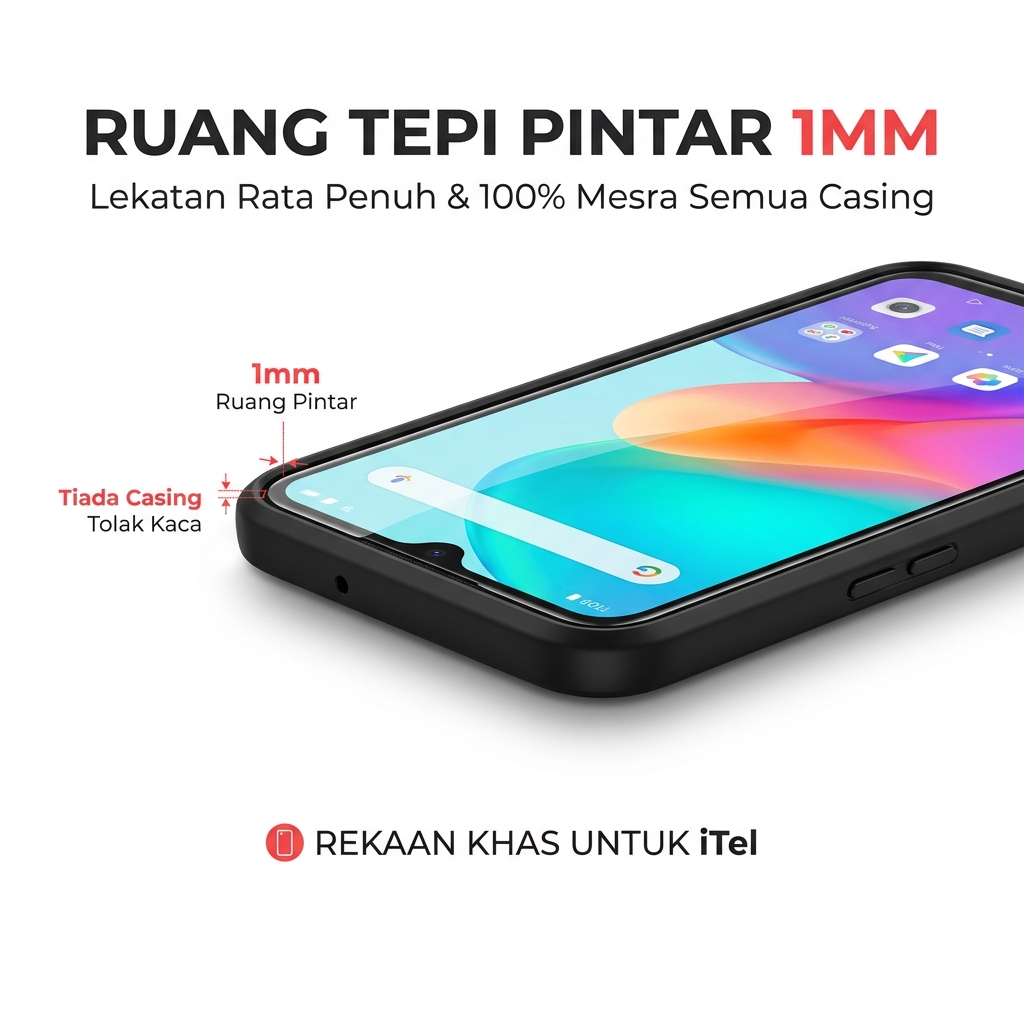 RUANG TEPI PINTAR 1MM
Lekatan Rata Penuh & 100% Mesra Semua Casing
1mm
Ruang Pintar
Tiada Casing
Tolak Kaca
REKAAN KHAS UNTUK iTel